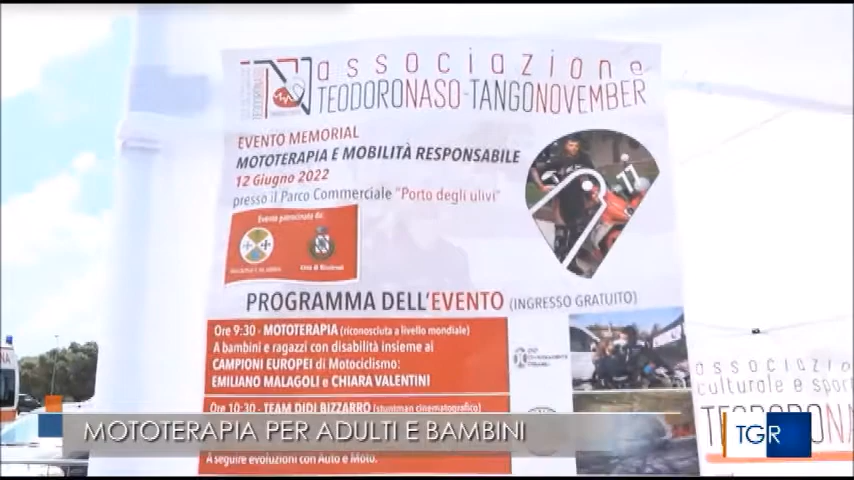 associazione
TEODORONASO-TANGONOVEMBER
EVENTO MEMORIAL
MOTOTERAPIA E MOBILITÀ RESPONSABILE
12 Giugno 2022
presso il Parco Commerciale "Porto degli ulivi"
Evento patrocinato da:
11
PROGRAMMA DELL'EVENTO (INGRESSO GRATUITO)
Ore 9:30 - MOTOTERAPIA (riconosciuta a livello mondiale)
A bambini e ragazzi con disabilità insieme ai
CAMPIONI EUROPEI di Motociclismo:
EMILIANO MALAGOLI e CHIARA VALENTINI
Ore 10:30 - TEAM DIDI BIZZARRO (stuntman cinematografico)
A seguire evoluzioni con Auto e Moto.
associazio
culturale e spor
TEODORONA
MOTOTERAPIA PER ADULTI E BAMBINI
TGR